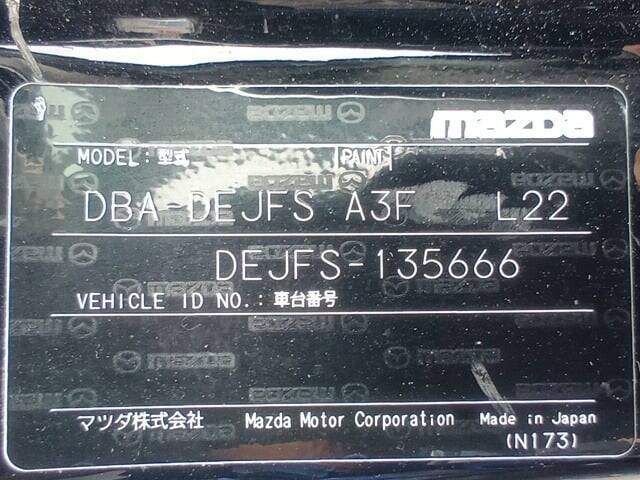 mazda
MODEL: 型式 PAINT:
DBA-DEJFS A3F L22
DEJFS-135666
VEHICLE ID NO.: 車台番号
マツダ株式会社 Mazda Motor Corporation Made in Japan
(N173)